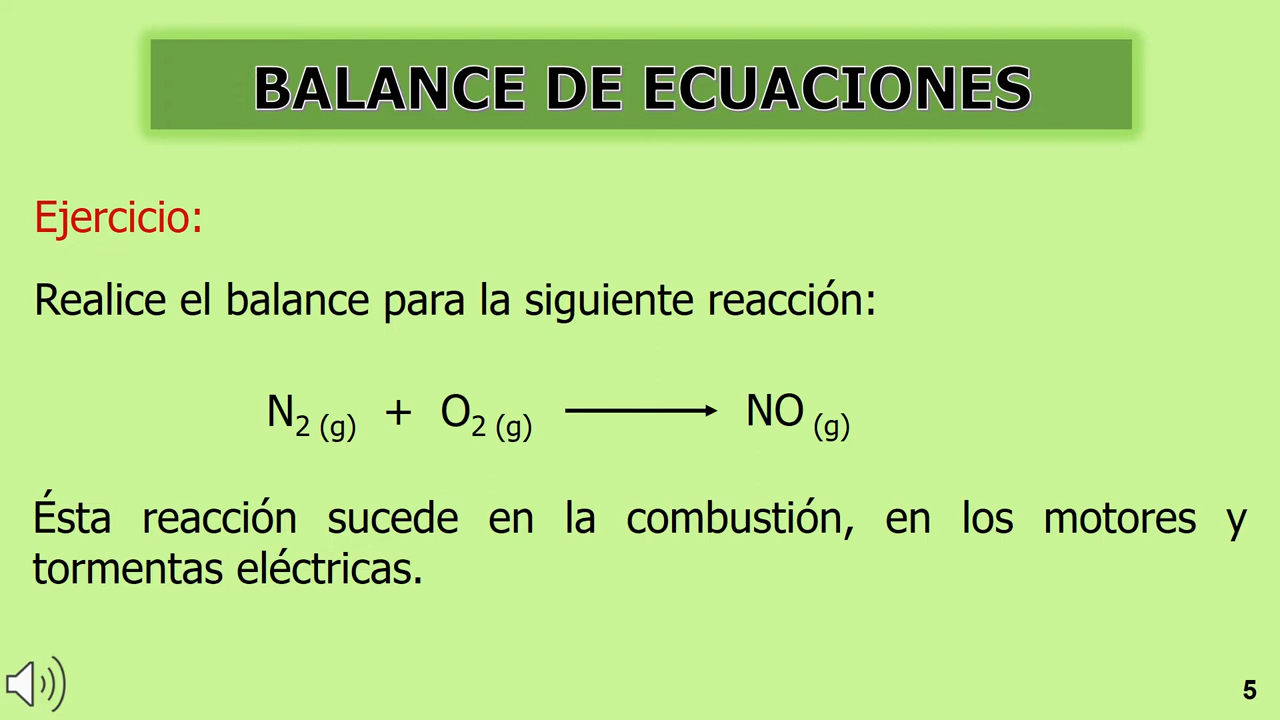 BALANCE DE ECUACIONES
Ejercicio:
Realice el balance para la siguiente reacción:
N₂ (g) + O₂ (g) ⟶ NO (g)
Ésta reacción sucede en la combustión, en los motores y
tormentas eléctricas.
5